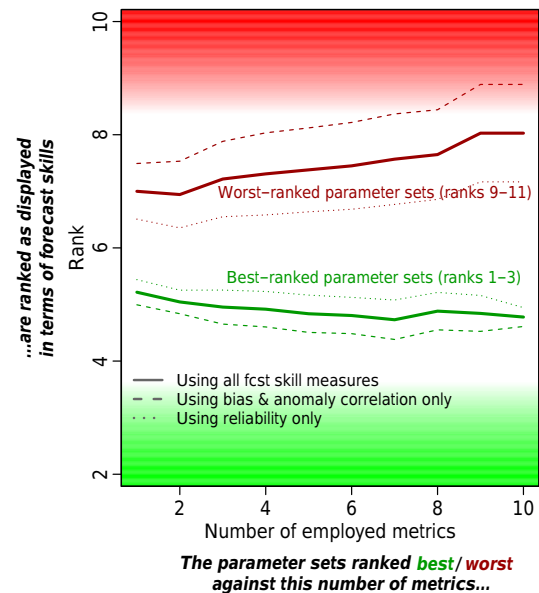 ...are ranked as displayed
in terms of forecast skills
Rank
10
8
6
4
2
Worst−ranked parameter sets (ranks 9−11)
Best−ranked parameter sets (ranks 1−3)
Using all fcst skill measures
Using bias & anomaly correlation only
Using reliability only
2 4 6 8 10
Number of employed metrics
The parameter sets ranked best/worst
against this number of metrics...